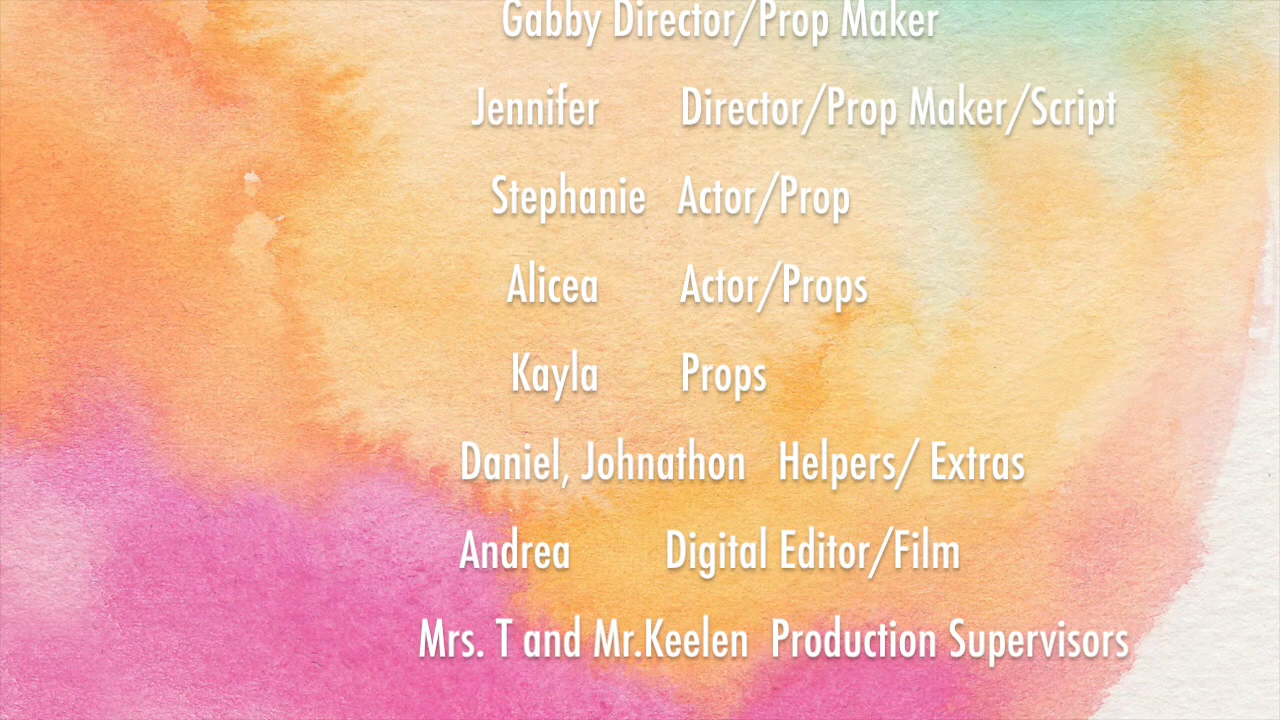 Gabby Director/Prop Maker
Jennifer Director/Prop Maker/Script
Stephanie Actor/Prop
Alicea Actor/Props
Kayla Props
Daniel, Johnathon Helpers/ Extras
Andrea Digital Editor/Film
Mrs. T and Mr.Keelen Production Supervisors